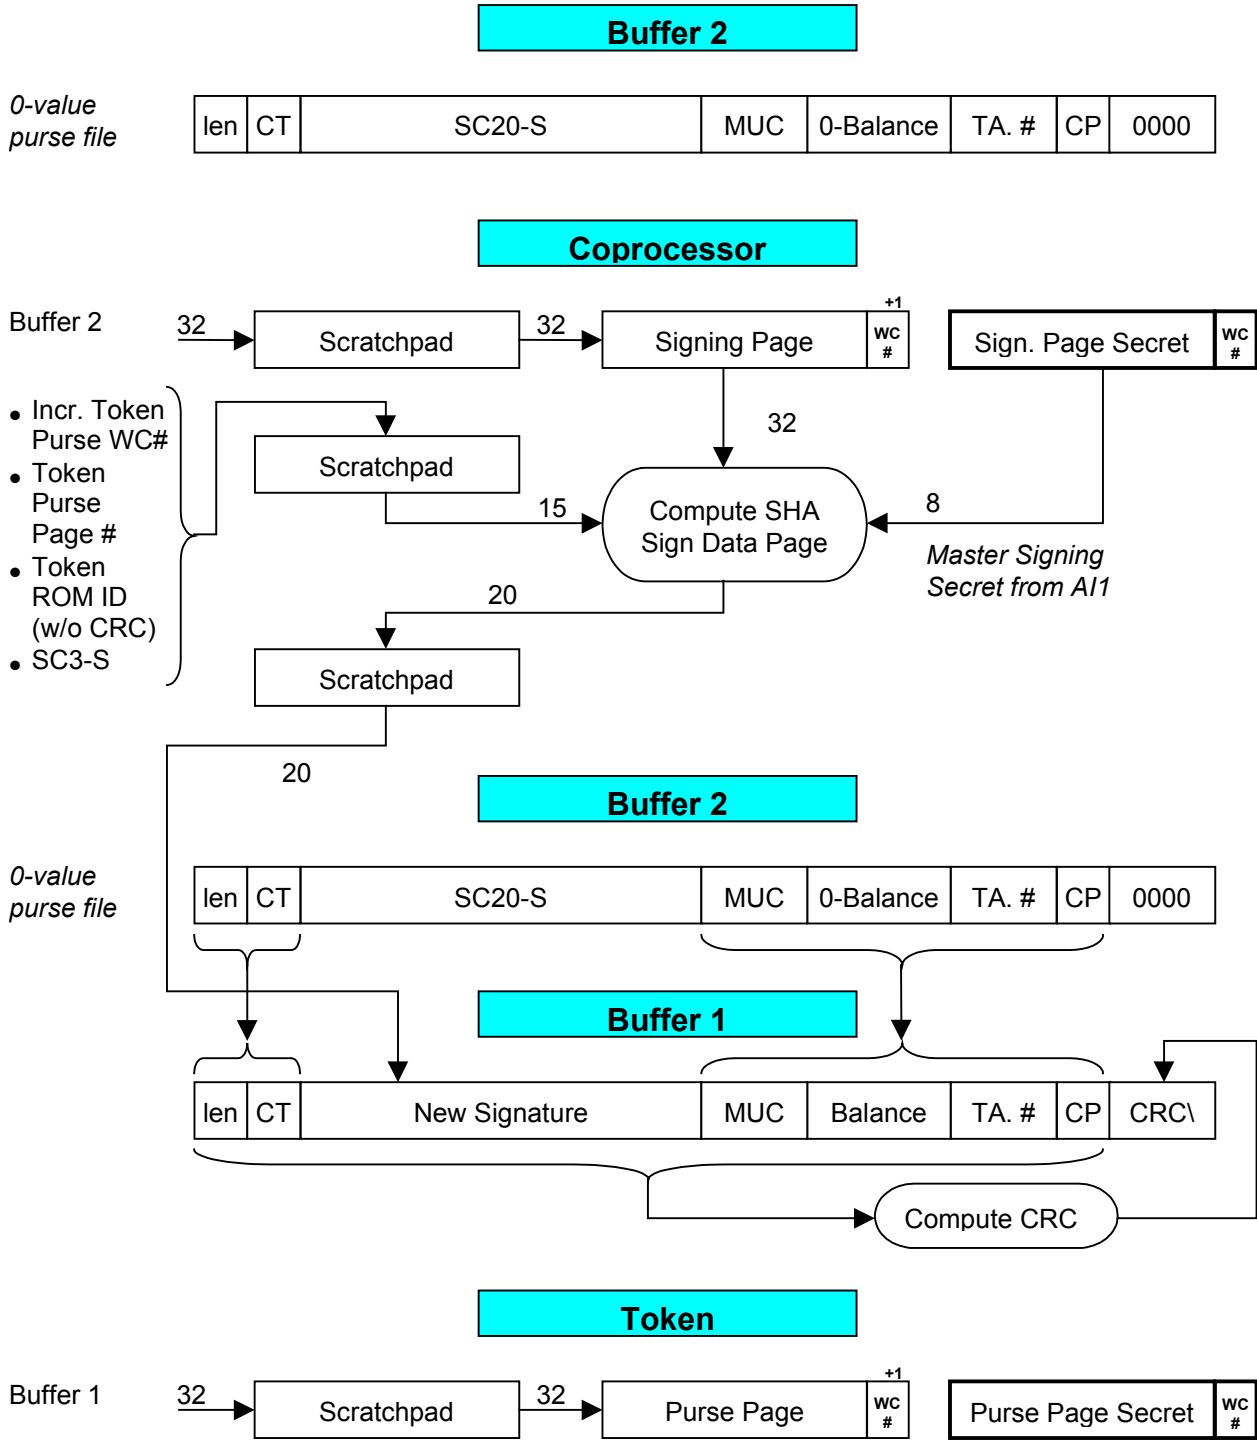 Buffer 2
0-value
purse file
len CT SC20-S MUC 0-Balance TA. # CP 0000
Coprocessor
+1
Buffer 2 32 Scratchpad 32 Signing Page WC # Sign. Page Secret WC #
• Incr. Token
Purse WC#
• Token
Purse
Page #
• Token
ROM ID
(w/o CRC)
• SC3-S
Scratchpad
32
15
Compute SHA
Sign Data Page
8
Master Signing
Secret from AI1
20
Scratchpad
20
Buffer 2
0-value
purse file
len CT SC20-S MUC 0-Balance TA. # CP 0000
Buffer 1
len CT New Signature MUC Balance TA. # CP CRC\
Compute CRC
Token
+1
Buffer 1 32 Scratchpad 32 Purse Page WC # Purse Page Secret WC #